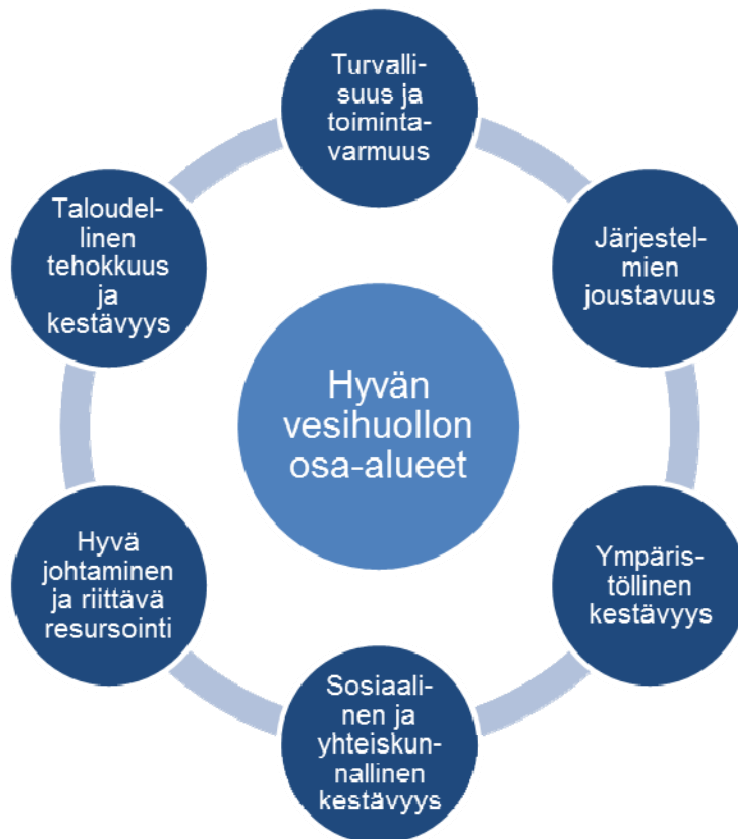 Turvalli-
suus ja
toiminta-
varmuus
Järjestel-
mien
joustavuus
Ympäris-
töllinen
kestävyys
Sosiaali-
nen ja
yhteiskun-
nallinen
kestävyys
Hyvä
johtaminen
ja riittävä
resursointi
Taloudel-
linen
tehokkuus
ja
kestävyys
Hyvän
vesihuollon
osa-alueet